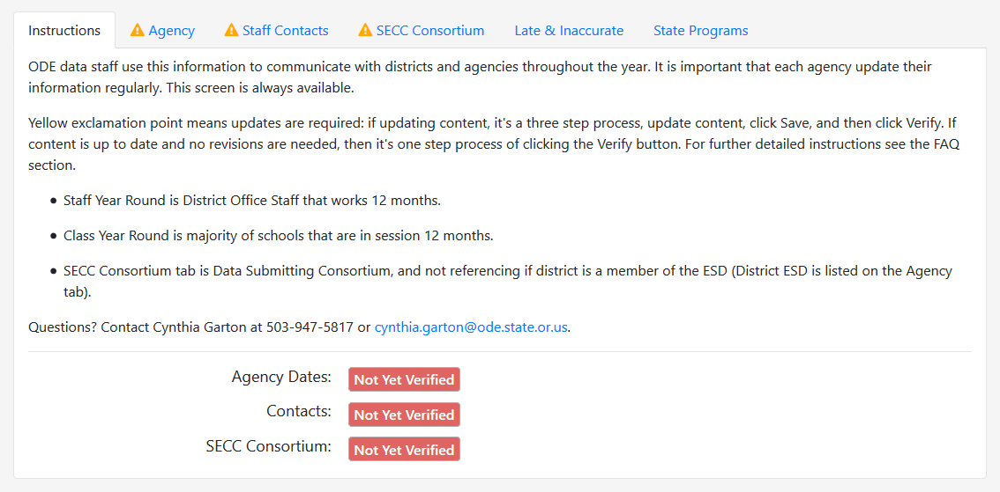 Instructions Agency Staff Contacts SECC Consortium Late & Inaccurate State Programs
ODE data staff use this information to communicate with districts and agencies throughout the year. It is important that each agency update their
information regularly. This screen is always available.
Yellow exclamation point means updates are required: if updating content, it's a three step process, update content, click Save, and then click Verify. If
content is up to date and no revisions are needed, then it's one step process of clicking the Verify button. For further detailed instructions see the FAQ
section.
• Staff Year Round is District Office Staff that works 12 months.
• Class Year Round is majority of schools that are in session 12 months.
• SECC Consortium tab is Data Submitting Consortium, and not referencing if district is a member of the ESD (District ESD is listed on the Agency
tab).
Questions? Contact Cynthia Garton at 503-947-5817 or cynthia.garton@ode.state.or.us.
Agency Dates: Not Yet Verified
Contacts: Not Yet Verified
SECC Consortium: Not Yet Verified